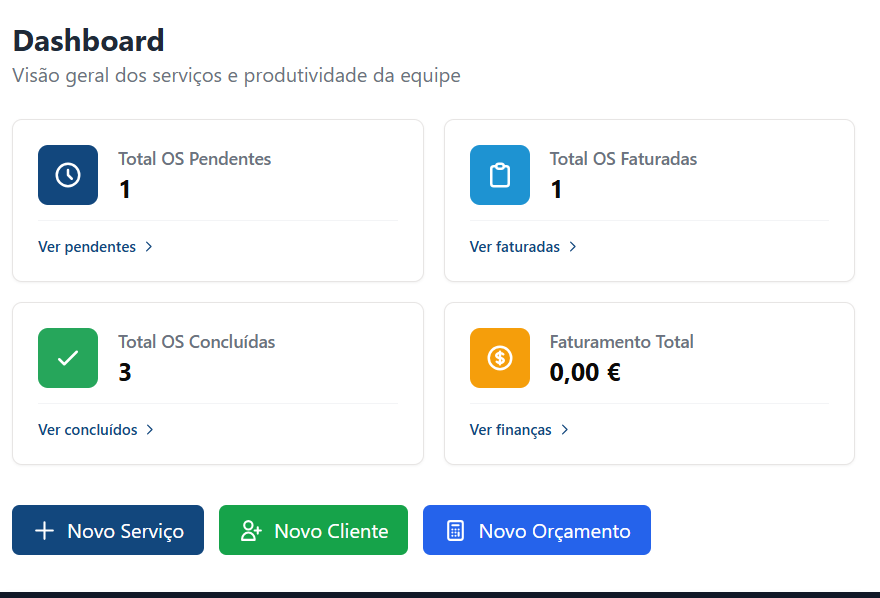 Dashboard
Visão geral dos serviços e produtividade da equipe
Total OS Pendentes
1
Ver pendentes
Total OS Faturadas
1
Ver faturadas
Total OS Concluídas
3
Ver concluídos
Faturamento Total
0,00 €
Ver finanças
Novo Serviço
Novo Cliente
Novo Orçamento